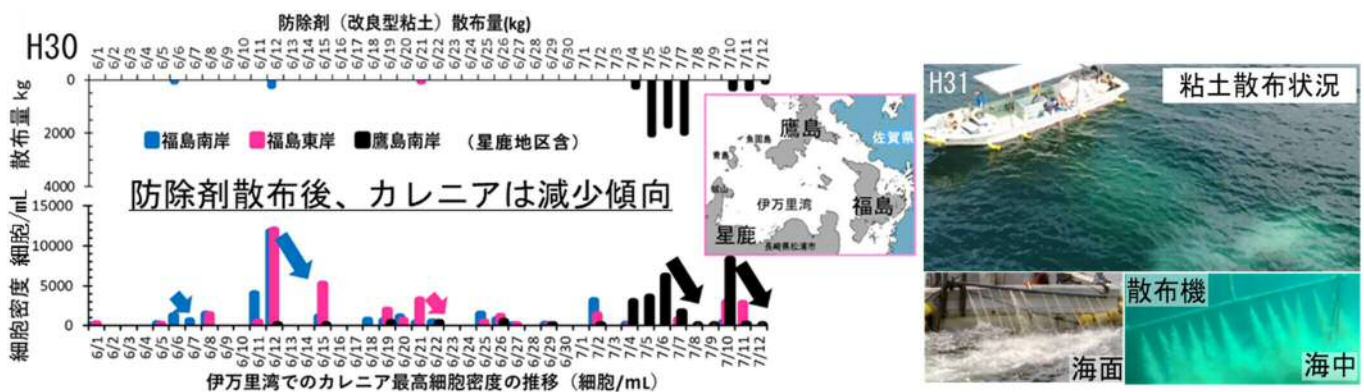 防除剤（改良型粘土）散布量(kg)
H30
6/1 6/2 6/3 6/4 6/5 6/6 6/7 6/8 6/9 6/10 6/11 6/12 6/13 6/14 6/15 6/16 6/17 6/18 6/19 6/20 6/21 6/22 6/23 6/24 6/25 6/26 6/27 6/28 6/29 6/30 7/1 7/2 7/3 7/4 7/5 7/6 7/7 7/8 7/9 7/10 7/11 7/12
散布量 kg
0
2000
4000
福島南岸 福島東岸 鷹島南岸 （星鹿地区含）
防除剤散布後、カレニアは減少傾向
細胞密度 細胞/mL
15000
10000
5000
0
6/1 6/2 6/3 6/4 6/5 6/6 6/7 6/8 6/9 6/10 6/11 6/12 6/13 6/14 6/15 6/16 6/17 6/18 6/19 6/20 6/21 6/22 6/23 6/24 6/25 6/26 6/27 6/28 6/29 6/30 7/1 7/2 7/3 7/4 7/5 7/6 7/7 7/8 7/9 7/10 7/11 7/12
伊万里湾でのカレニア最高細胞密度の推移（細胞/mL）
鷹島
佐賀県
魚固島
青島
伊万里湾
福島
星鹿
長崎県松浦市
H31
粘土散布状況
海面
散布機
海中